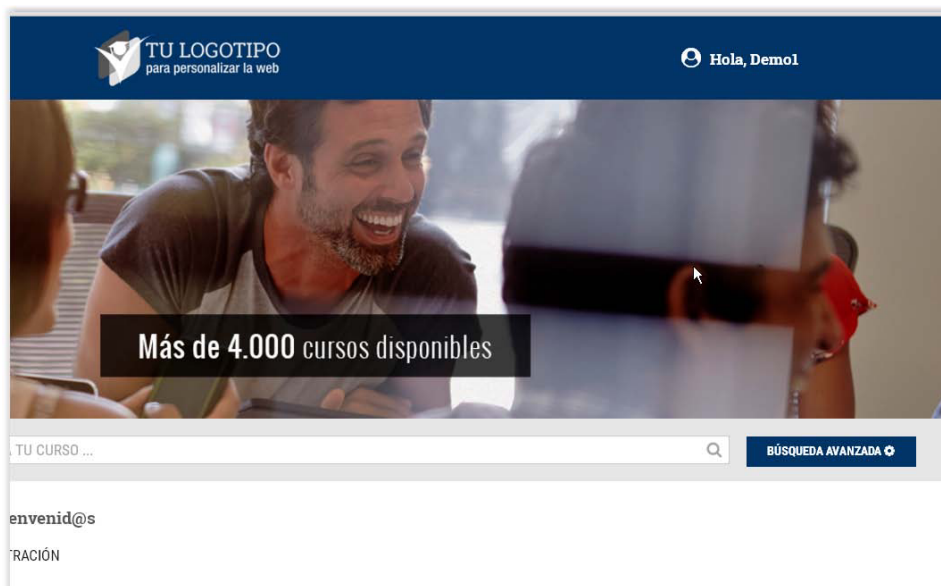 TU LOGOTIPO
para personalizar la web
Hola, Demo1
Más de 4.000 cursos disponibles
TU CURSO ...
BÚSQUEDA AVANZADA
envenid@s
TRACIÓN